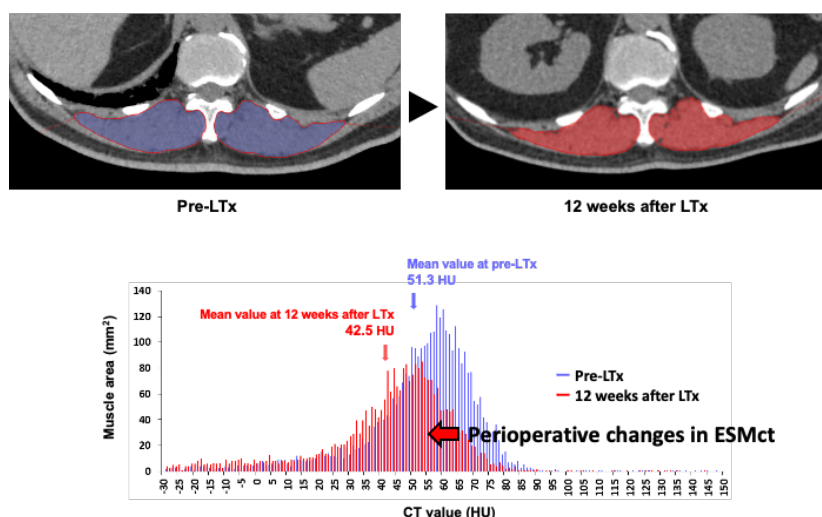 Pre-LTx
12 weeks after LTx
Mean value at pre-LTx
51.3 HU
Mean value at 12 weeks after LTx
42.5 HU
Muscle area (mm²)
140
120
100
80
60
40
20
0
Pre-LTx
12 weeks after LTx
Perioperative changes in ESMct
-30 -25 -20 -15 -10 -5 0 5 10 15 20 25 30 35 40 45 50 55 60 65 70 75 80 85 90 95 100 105 110 115 120 125 130 135 140 145 150
CT value (HU)